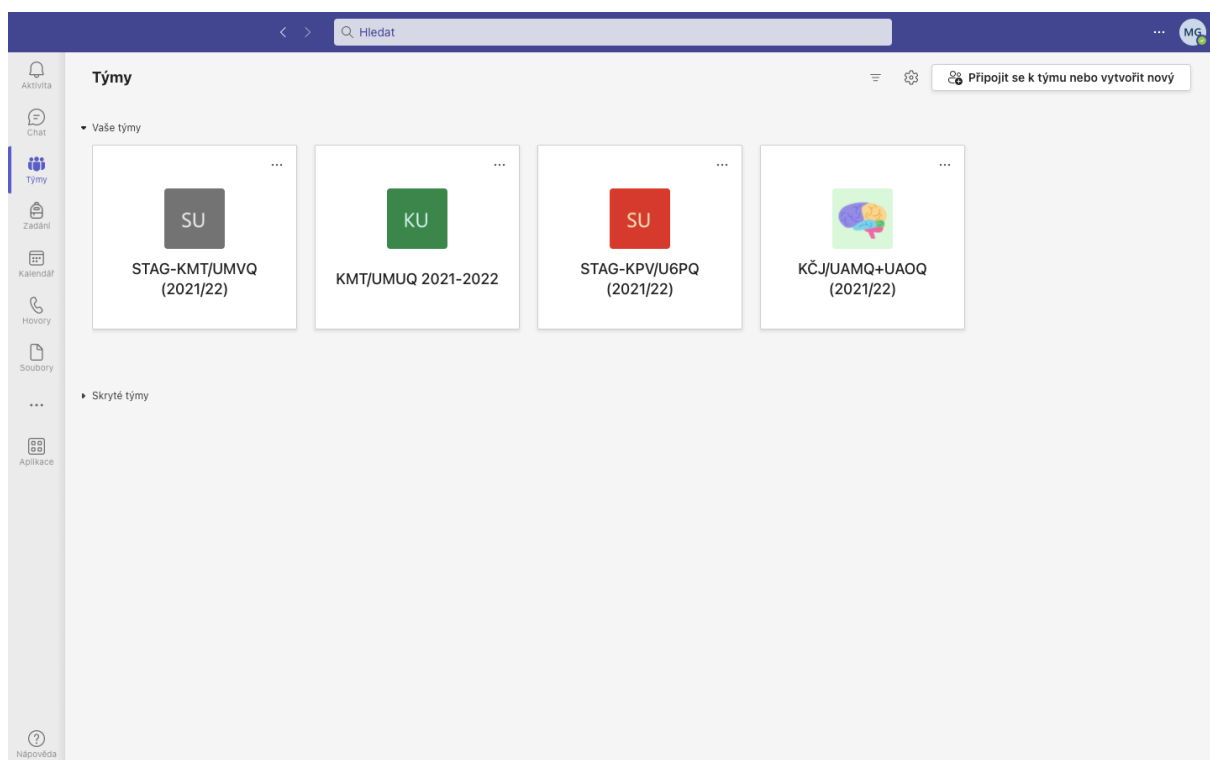 Hledat
MG
Aktivita
Chat
Týmy
Zadání
Kalendář
Hovory
Soubory
Aplikace
Nápověda
Týmy
Připojit se k týmu nebo vytvořit nový
Vaše týmy
SU
STAG-KMT/UMVQ
(2021/22)
KU
KMT/UMUQ 2021-2022
SU
STAG-KPV/U6PQ
(2021/22)
KČJ/UAMQ+UAOQ
(2021/22)
Skryté týmy